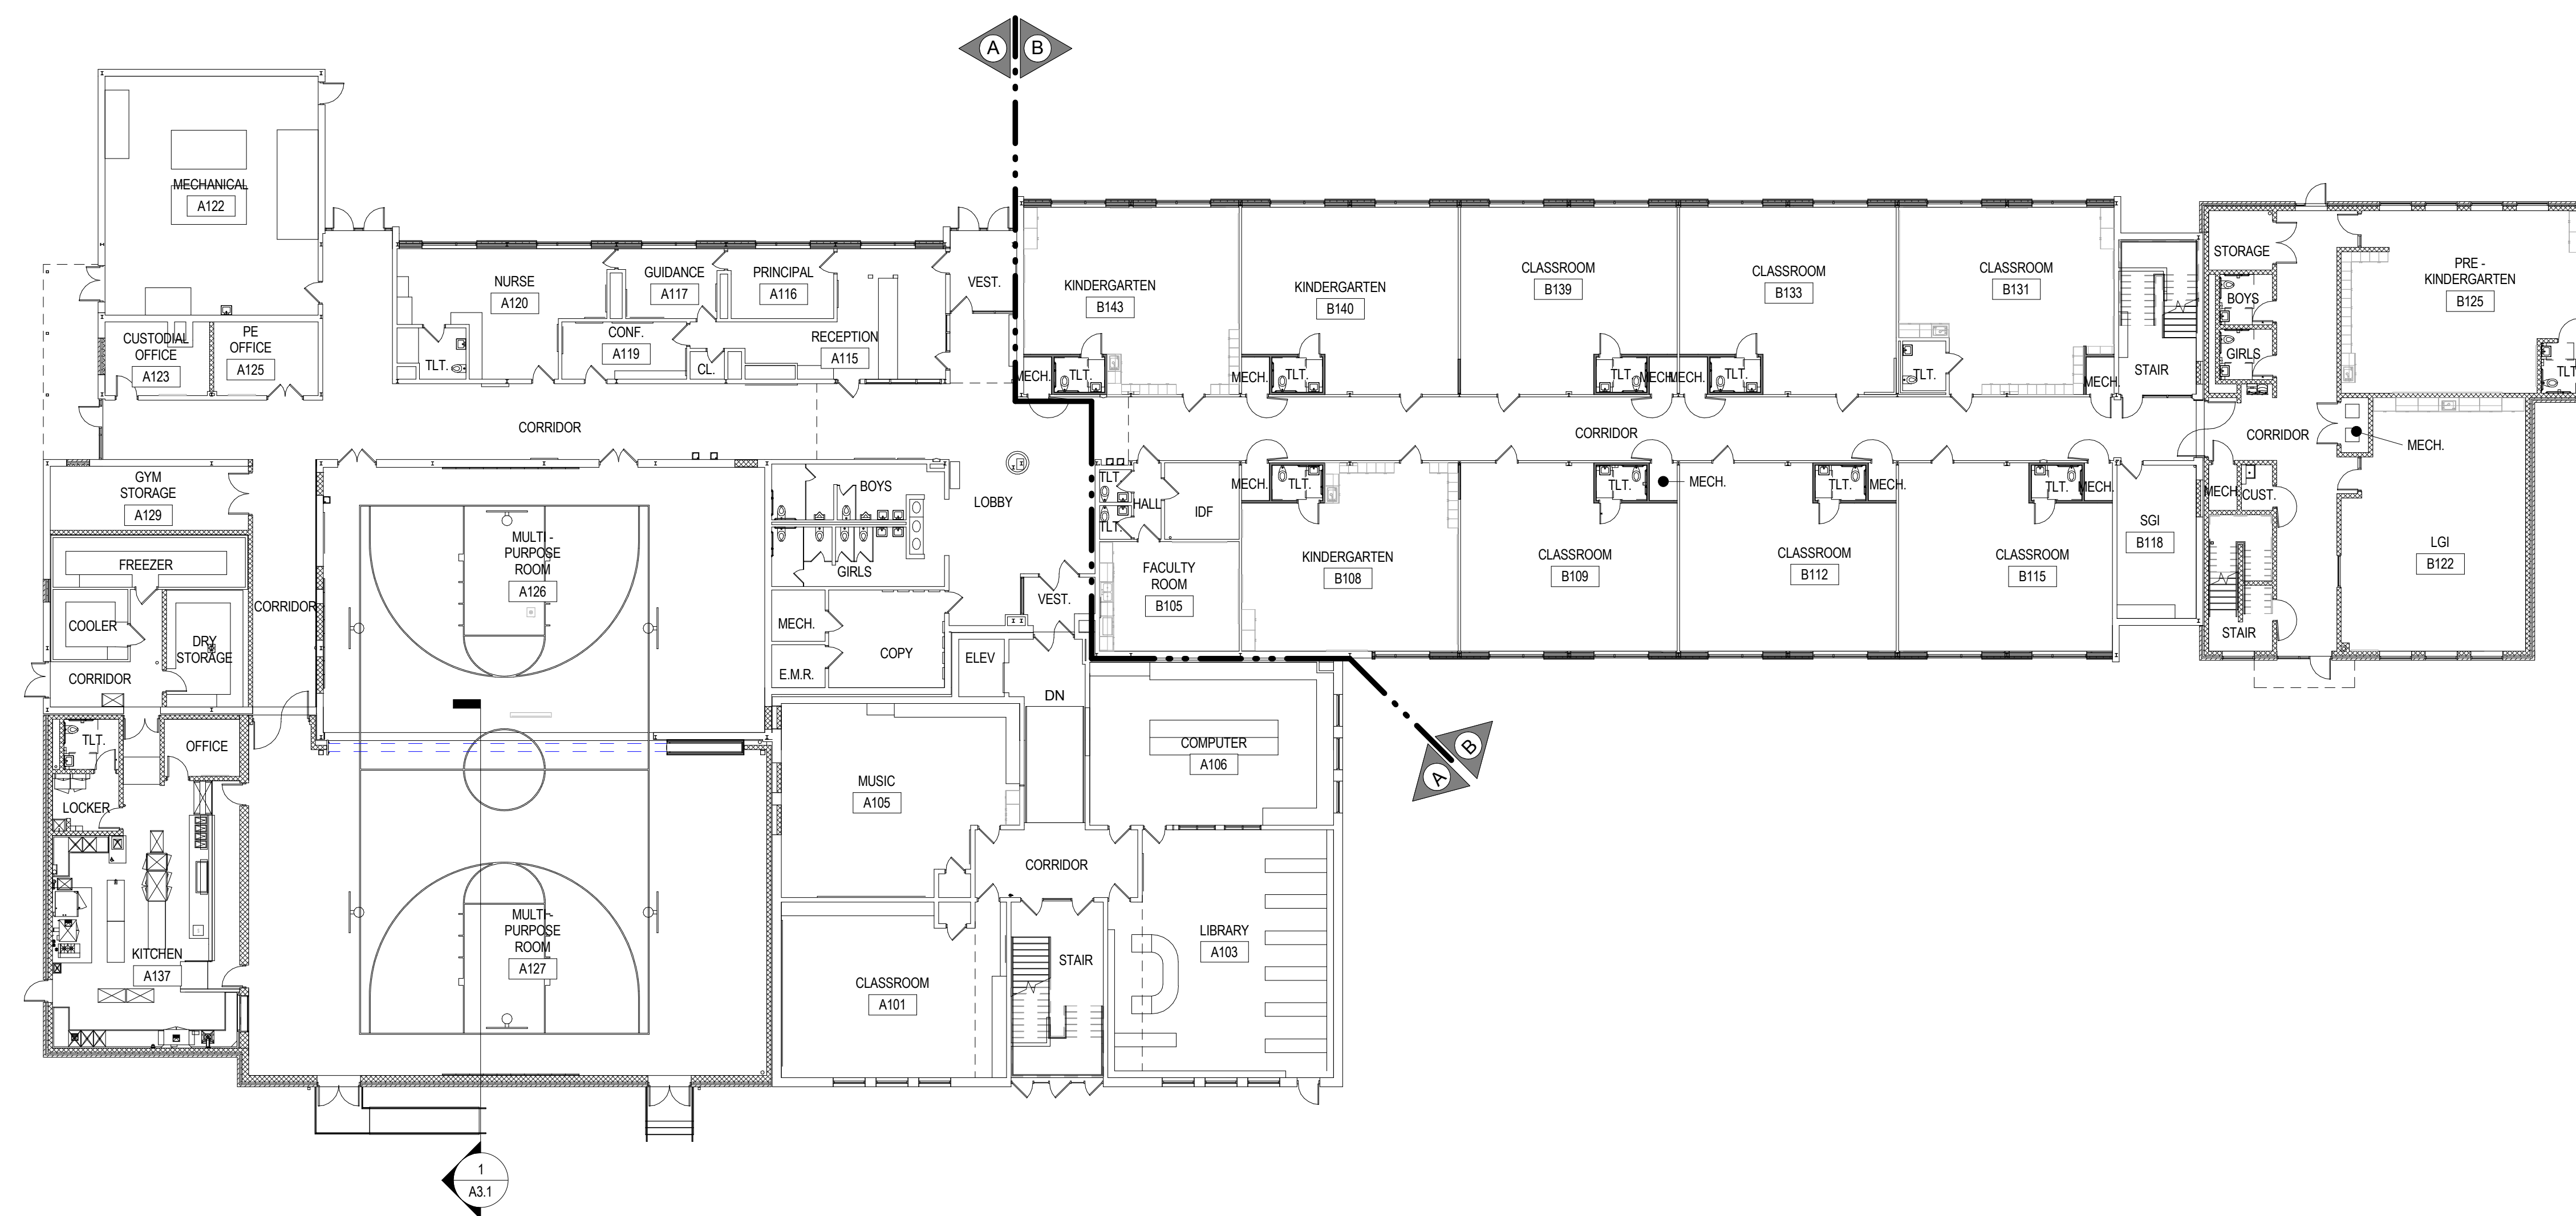 A B
MECHANICAL
A122
CUSTODIAL
OFFICE
A123
PE
OFFICE
A125
NURSE
A120
TLT.
GUIDANCE
A117
PRINCIPAL
A116
CONF.
A119
CL.
RECEPTION
A115
VEST.
KINDERGARTEN
B143
MECH.
TLT.
KINDERGARTEN
B140
MECH.
TLT.
CLASSROOM
B139
TLT.
MECH.
CLASSROOM
B133
MECH.
TLT.
CLASSROOM
B131
TLT.
MECH.
STAIR
STORAGE
BOYS
GIRLS
PRE -
KINDERGARTEN
B125
TLT
CORRIDOR
LOBBY
CORRIDOR
CORRIDOR
MECH.
GYM
STORAGE
A129
FREEZER
COOLER
DRY
STORAGE
CORRIDOR
CORRIDOR
MULTI -
PURPOSE
ROOM
A126
BOYS
GIRLS
MECH.
E.M.R.
COPY
ELEV
VEST.
DN
TLT.
TLT.
HALL
IDF
FACULTY
ROOM
B105
MECH.
TLT.
KINDERGARTEN
B108
TLT.
MECH.
CLASSROOM
B109
TLT.
MECH.
CLASSROOM
B112
TLT.
MECH.
CLASSROOM
B115
SGI
B118
MECH.
CUST.
STAIR
LGI
B122
TLT.
OFFICE
LOCKER
KITCHEN
A137
MULTI-
PURPOSE
ROOM
A127
MUSIC
A105
COMPUTER
A106
A B
CORRIDOR
CLASSROOM
A101
STAIR
LIBRARY
A103
1
A3.1